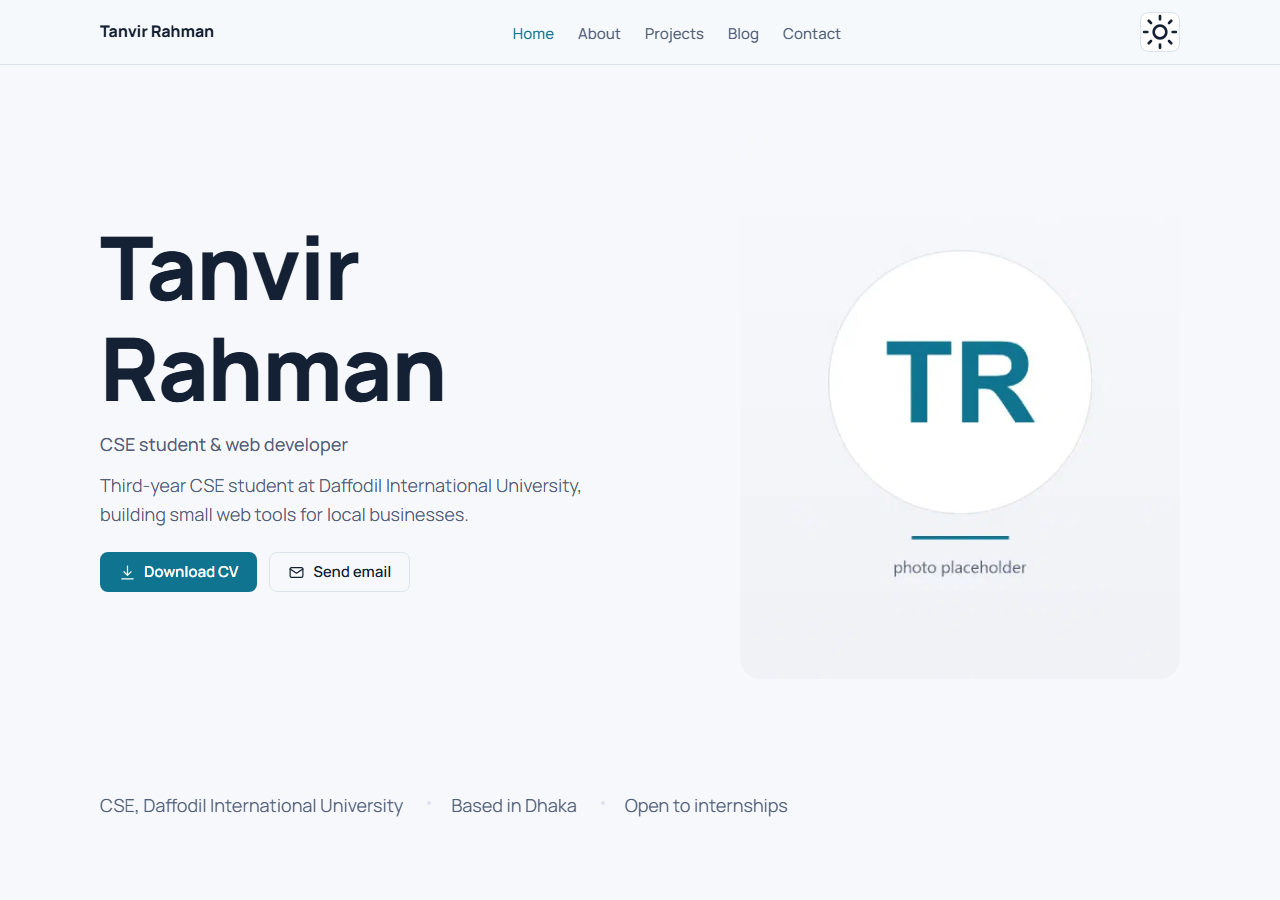 Tanvir Rahman
Home About Projects Blog Contact
Tanvir
Rahman
CSE student & web developer
Third-year CSE student at Daffodil International University,
building small web tools for local businesses.
Download CV Send email
TR
photo placeholder
CSE, Daffodil International University · Based in Dhaka · Open to internships